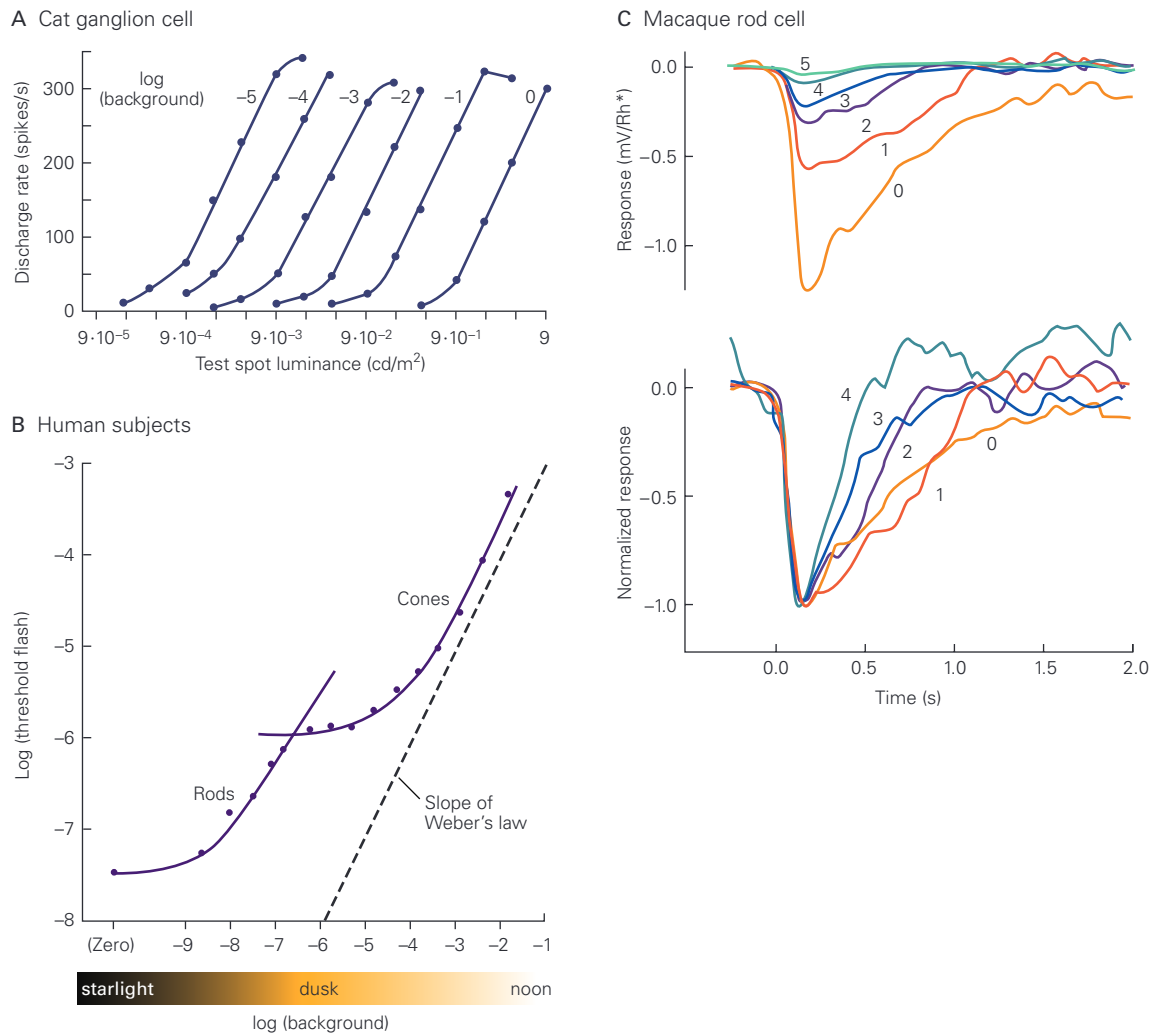 A Cat ganglion cell
Discharge rate (spikes/s)
300
200
100
0
log
(background)
–5
–4
–3
–2
–1
0
9·10⁻⁵
9·10⁻⁴
9·10⁻³
9·10⁻²
9·10⁻¹
9
Test spot luminance (cd/m²)
B Human subjects
Log (threshold flash)
–3
–4
–5
–6
–7
–8
Cones
Rods
Slope of
Weber's law
(Zero)
–9
–8
–7
–6
–5
–4
–3
–2
–1
starlight
dusk
noon
log (background)
C Macaque rod cell
Response (mV/Rh*)
0.0
–0.5
–1.0
5
4
3
2
1
0
Normalized response
0.0
–0.5
–1.0
4
3
2
0
1
0.0
0.5
1.0
1.5
2.0
Time (s)